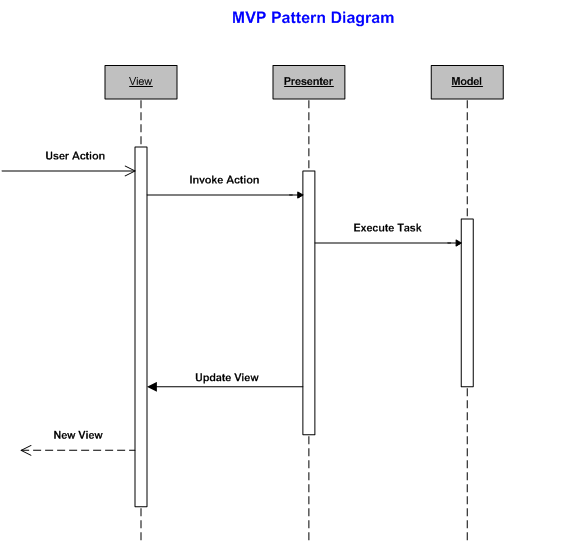 MVP Pattern Diagram
View
Presenter
Model
User Action
Invoke Action
Execute Task
Update View
New View